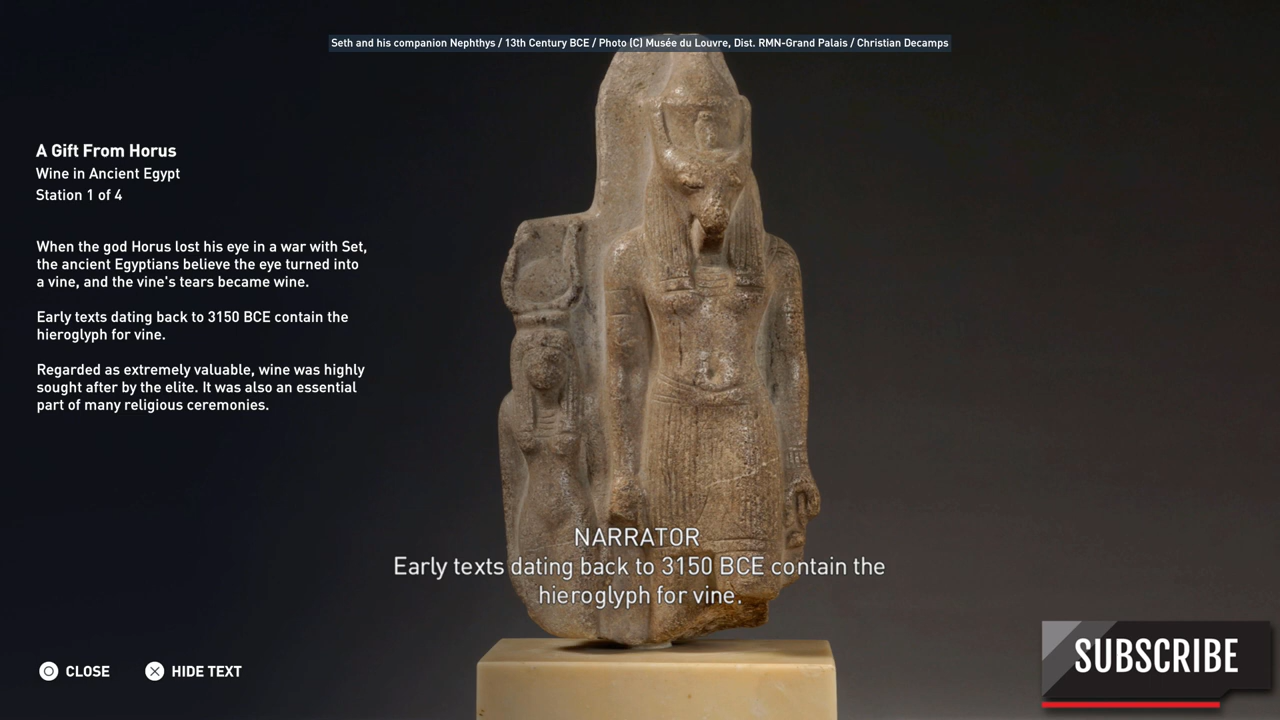 Seth and his companion Nephthys / 13th Century BCE / Photo (C) Musée du Louvre, Dist. RMN-Grand Palais / Christian Decamps
A Gift From Horus
Wine in Ancient Egypt
Station 1 of 4
When the god Horus lost his eye in a war with Set,
the ancient Egyptians believe the eye turned into
a vine, and the vine's tears became wine.
Early texts dating back to 3150 BCE contain the
hieroglyph for vine.
Regarded as extremely valuable, wine was highly
sought after by the elite. It was also an essential
part of many religious ceremonies.
NARRATOR
Early texts dating back to 3150 BCE contain the
hieroglyph for vine.
CLOSE
HIDE TEXT
SUBSCRIBE